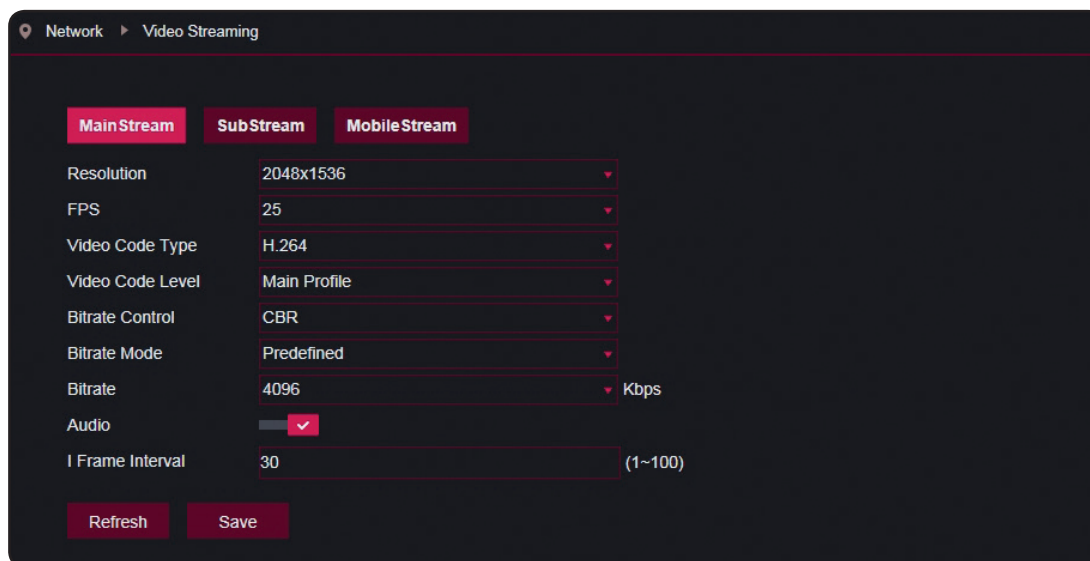 Network Video Streaming
MainStream SubStream MobileStream
Resolution 2048x1536
FPS 25
Video Code Type H.264
Video Code Level Main Profile
Bitrate Control CBR
Bitrate Mode Predefined
Bitrate 4096 Kbps
Audio
I Frame Interval 30 (1~100)
Refresh Save